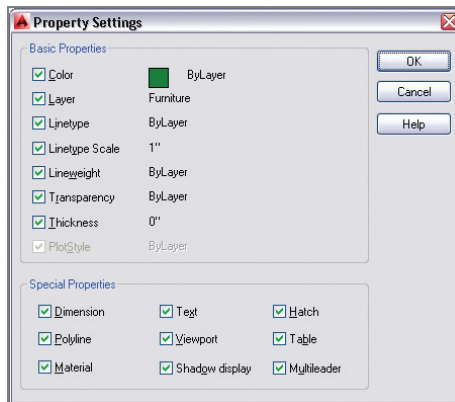 Property Settings
Basic Properties
Color ByLayer
Layer Furniture
Linetype ByLayer
Linetype Scale 1"
Lineweight ByLayer
Transparency ByLayer
Thickness 0"
PlotStyle ByLayer
OK
Cancel
Help
Special Properties
Dimension Text Hatch
Polyline Viewport Table
Material Shadow display Multileader